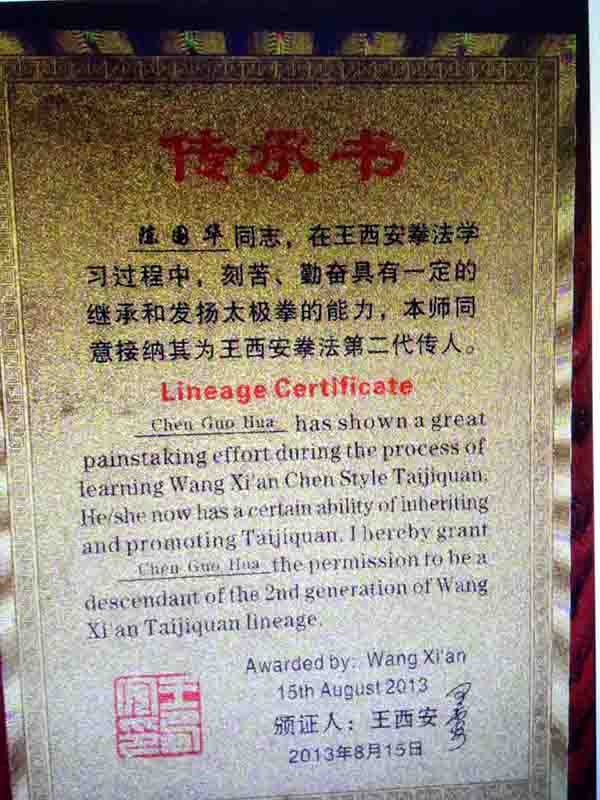 传承书
陈国华同志，在王西安拳法学
习过程中，刻苦、勤奋具有一定的
继承和发扬太极拳的能力，本师同
意接纳其为王西安拳法第二代传人。
Lineage Certificate
Chen Guo Hua has shown a great
painstaking effort during the process of
learning Wang Xi'an Chen Style Taijiquan.
He/she now has a certain ability of inheriting
and promoting Taijiquan. I hereby grant
Chen Guo Hua the permission to be a
descendant of the 2nd generation of Wang
Xi'an Taijiquan lineage.
Awarded by: Wang Xi'an
15th August 2013
颁证人：王西安
2013年8月15日